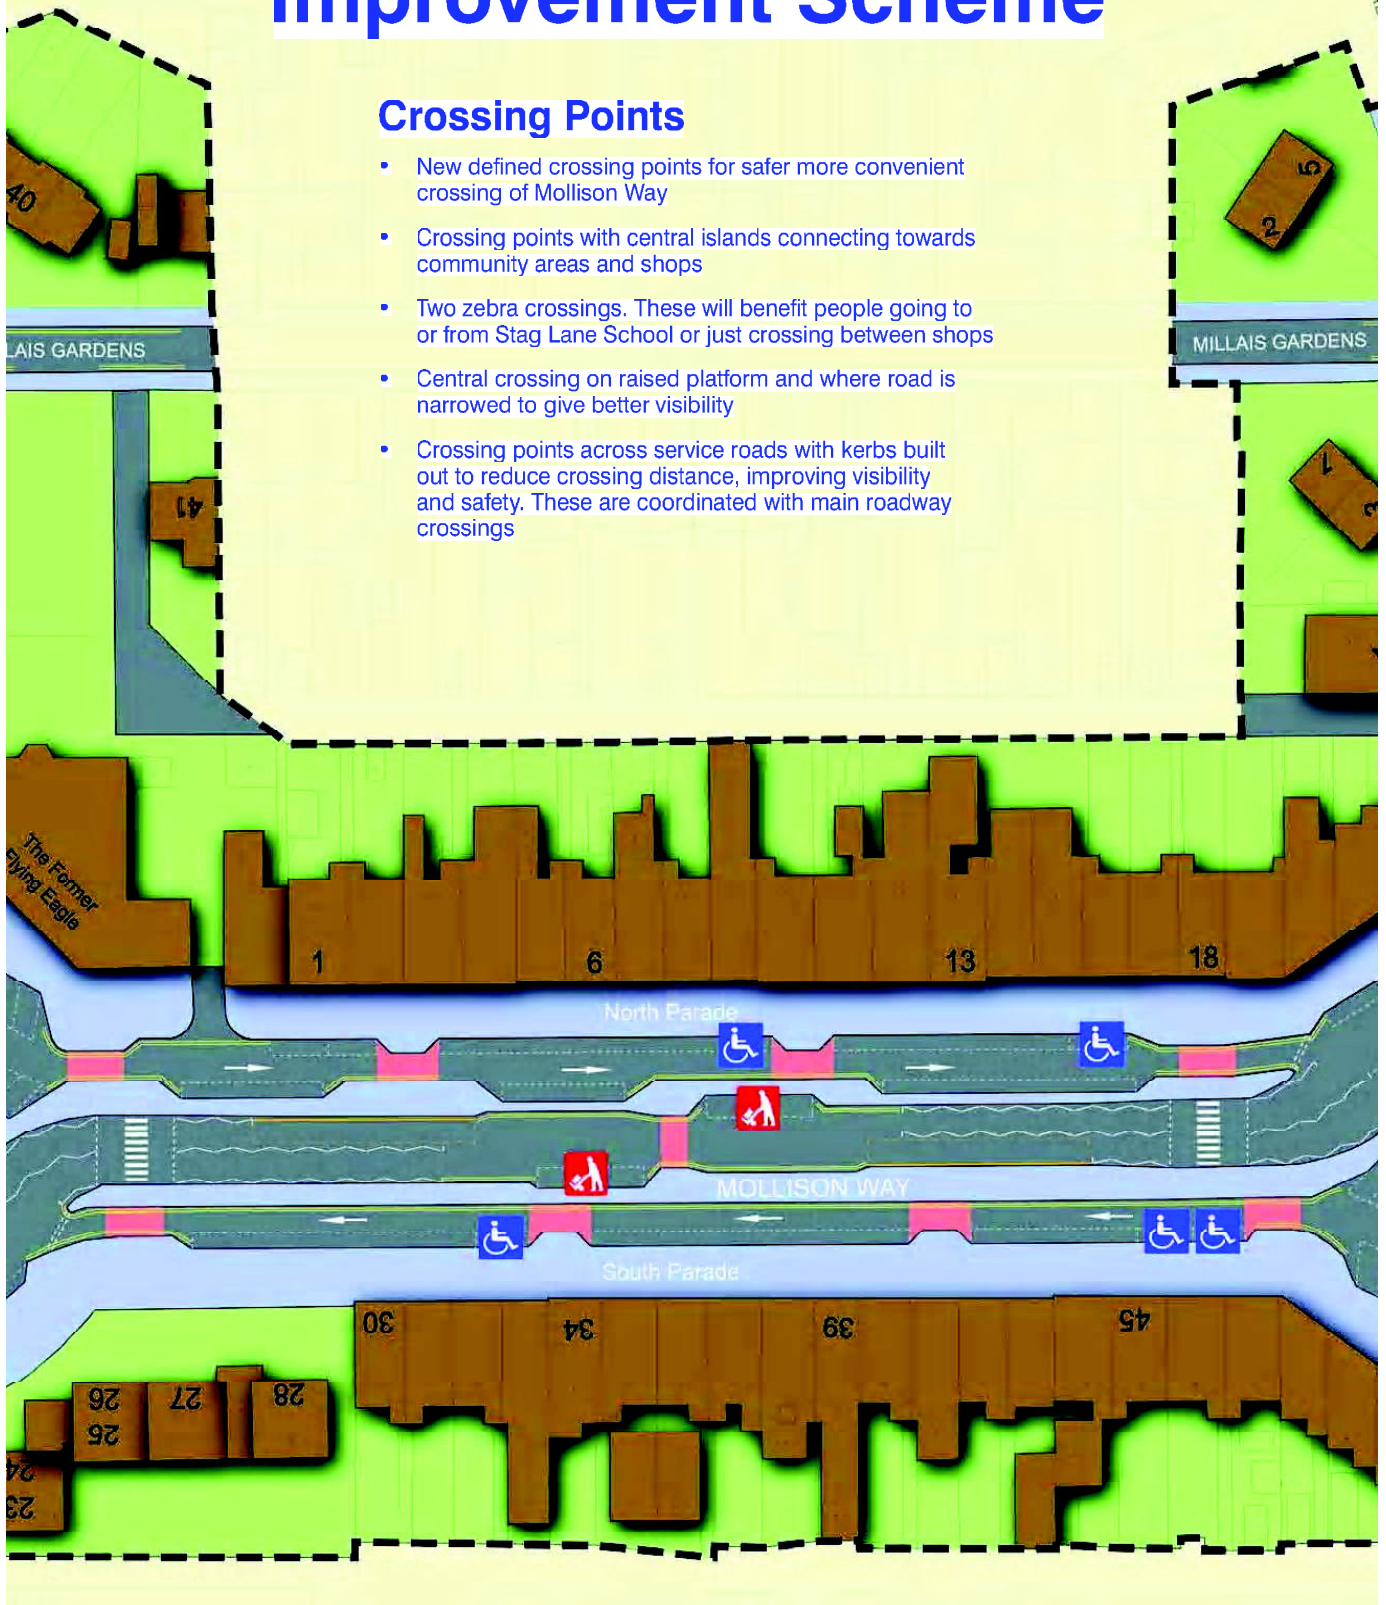 Improvement Scheme
Crossing Points
• New defined crossing points for safer more convenient
crossing of Mollison Way
• Crossing points with central islands connecting towards
community areas and shops
• Two zebra crossings. These will benefit people going to
or from Stag Lane School or just crossing between shops
• Central crossing on raised platform and where road is
narrowed to give better visibility
• Crossing points across service roads with kerbs built
out to reduce crossing distance, improving visibility
and safety. These are coordinated with main roadway
crossings
40
5
2
LAIS GARDENS
MILLAIS GARDENS
1
3
41
The Former
Flying Eagle
1
6
13
18
North Parade
MOLLISON WAY
South Parade
30
34
39
45
26
27
28
25
24
23